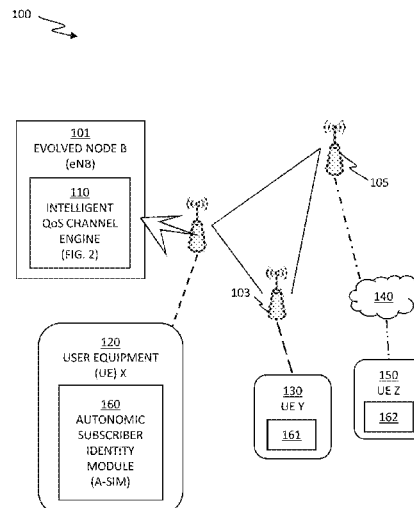 100
101
EVOLVED NODE B
(eNB)
110
INTELLIGENT
QoS CHANNEL
ENGINE
(FIG. 2)
105
103
140
120
USER EQUIPMENT
(UE) X
160
AUTONOMIC
SUBSCRIBER
IDENTITY
MODULE
(A-SIM)
130
UE Y
161
150
UE Z
162